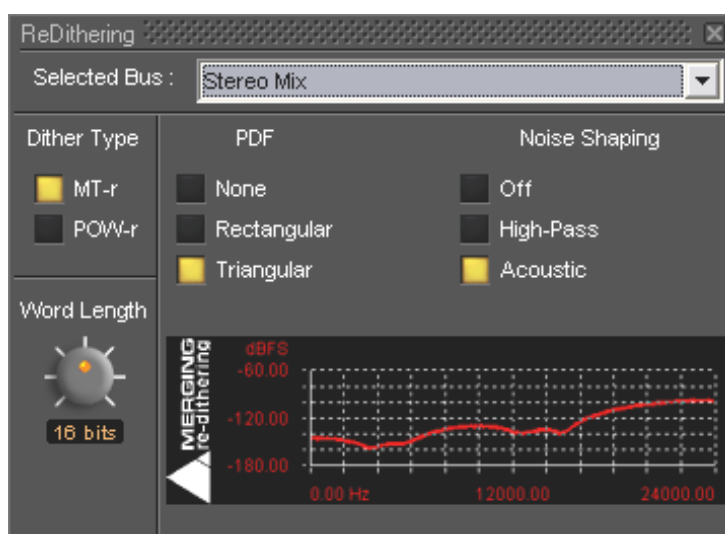 ReDithering
Selected Bus : Stereo Mix
Dither Type
MT-r
POW-r
Word Length
16 bits
PDF
None
Rectangular
Triangular
Noise Shaping
Off
High-Pass
Acoustic
MERGING
re-dithering
dBFS
-60.00
-120.00
-180.00
0.00 Hz 12000.00 24000.00